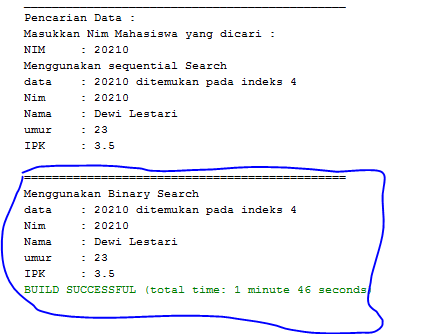 Pencarian Data :
Masukkan Nim Mahasiswa yang dicari :
NIM : 20210
Menggunakan sequential Search
data : 20210 ditemukan pada indeks 4
Nim : 20210
Nama : Dewi Lestari
umur : 23
IPK : 3.5
==============================================
Menggunakan Binary Search
data : 20210 ditemukan pada indeks 4
Nim : 20210
Nama : Dewi Lestari
umur : 23
IPK : 3.5
BUILD SUCCESSFUL (total time: 1 minute 46 seconds)